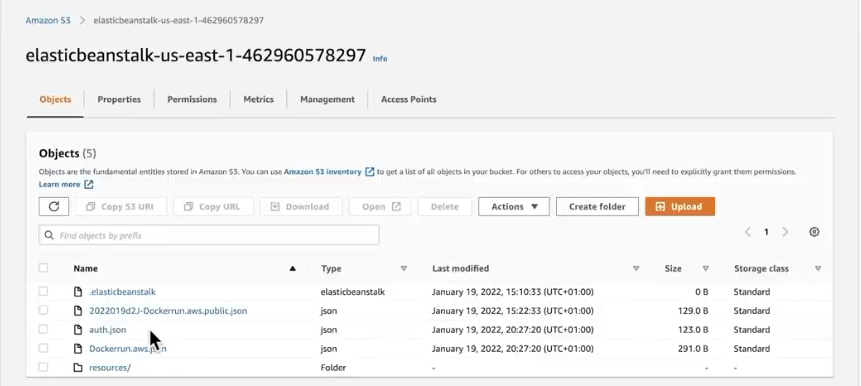 Amazon S3 > elasticbeanstalk-us-east-1-462960578297
elasticbeanstalk-us-east-1-462960578297 Info
Objects Properties Permissions Metrics Management Access Points
Objects (5)
Objects are the fundamental entities stored in Amazon S3. You can use Amazon S3 inventory to get a list of all objects in your bucket. For others to access your objects, you'll need to explicitly grant them permissions.
Learn more
Copy S3 URI Copy URL Download Open Delete Actions Create folder Upload
Find objects by prefix < 1 >
Name Type Last modified Size Storage class
.elasticbeanstalk elasticbeanstalk January 19, 2022, 15:10:33 (UTC+01:00) 0 B Standard
2022019d2J-Dockerrun.aws.public.json json January 19, 2022, 15:22:33 (UTC+01:00) 129.0 B Standard
auth.json json January 19, 2022, 20:27:20 (UTC+01:00) 123.0 B Standard
Dockerrun.aws.json json January 19, 2022, 20:27:20 (UTC+01:00) 291.0 B Standard
resources/ Folder - - -